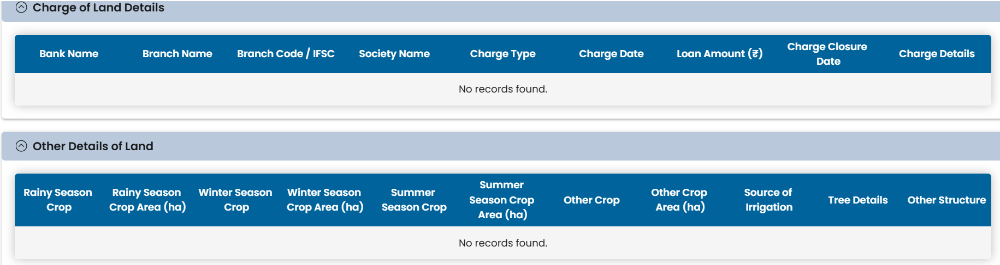 Charge of Land Details
Bank Name Branch Name Branch Code / IFSC Society Name Charge Type Charge Date Loan Amount (₹) Charge Closure Date Charge Details
No records found.
Other Details of Land
Rainy Season Crop Rainy Season Crop Area (ha) Winter Season Crop Winter Season Crop Area (ha) Summer Season Crop Summer Season Crop Area (ha) Other Crop Other Crop Area (ha) Source of Irrigation Tree Details Other Structure
No records found.